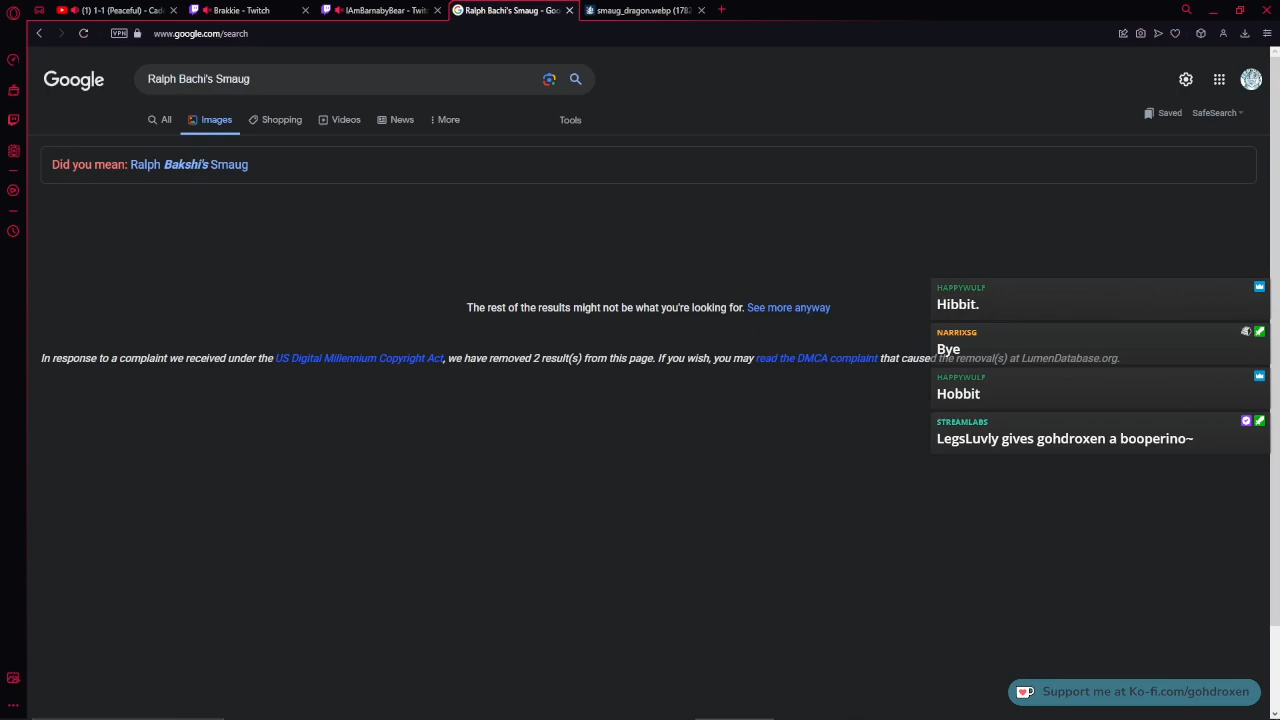 (1) 1-1 (Peaceful) - Cade
Brakkie - Twitch
IAmBarnabyBear - Twitc
Ralph Bachi's Smaug - Goo
smaug_dragon.webp (1782
VPN
www.google.com/search
Google
Ralph Bachi's Smaug
All
Images
Shopping
Videos
News
More
Tools
Saved
SafeSearch
Did you mean: Ralph Bakshi's Smaug
The rest of the results might not be what you're looking for. See more anyway
In response to a complaint we received under the US Digital Millennium Copyright Act, we have removed 2 result(s) from this page. If you wish, you may read the DMCA complaint that caused the removal(s) at LumenDatabase.org.
HAPPYWULF
Hibbit.
NARRIXSG
Bye
HAPPYWULF
Hobbit
STREAMLABS
LegsLuvly gives gohdroxen a booperino~
Support me at Ko-fi.com/gohdroxen